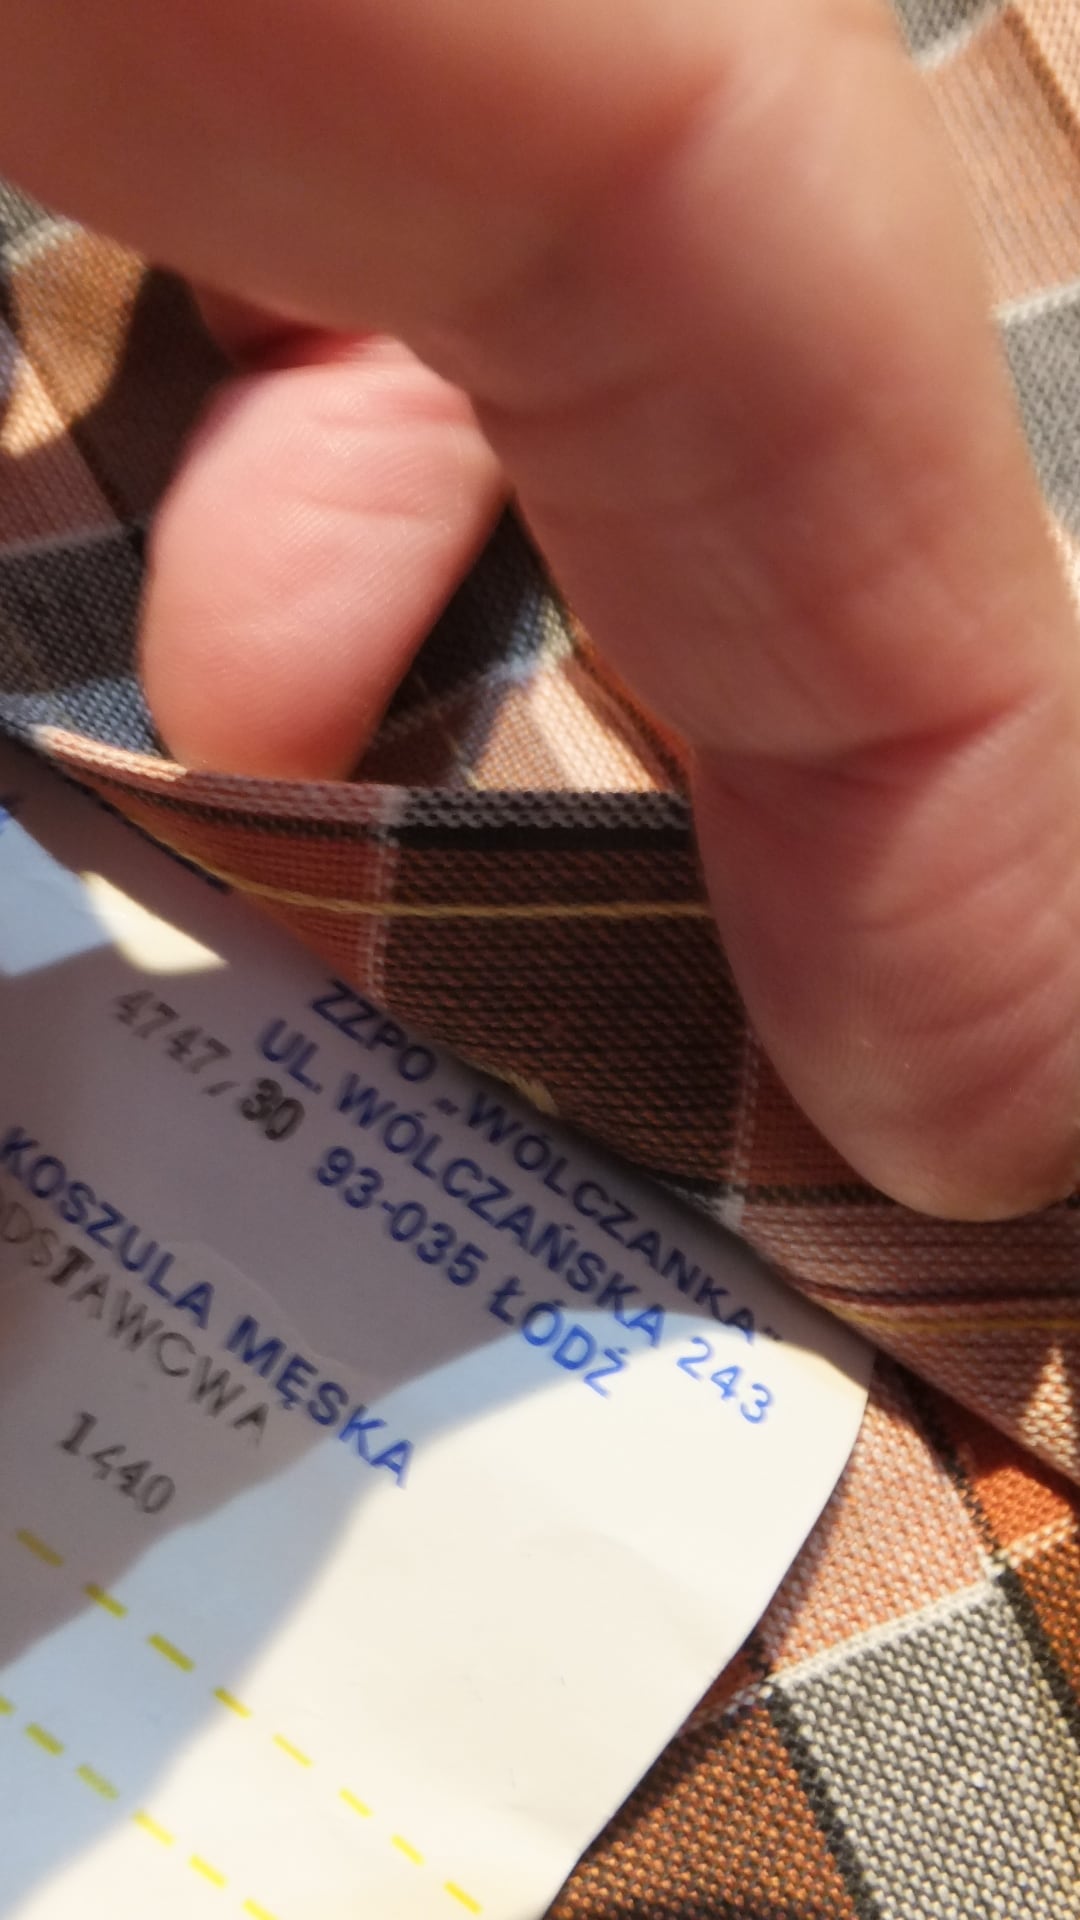 ZZPO „WÓLCZANKA”
UL. WÓLCZAŃSKA 243
4747/30 93-035 ŁÓDŹ
KOSZULA MĘSKA
1440